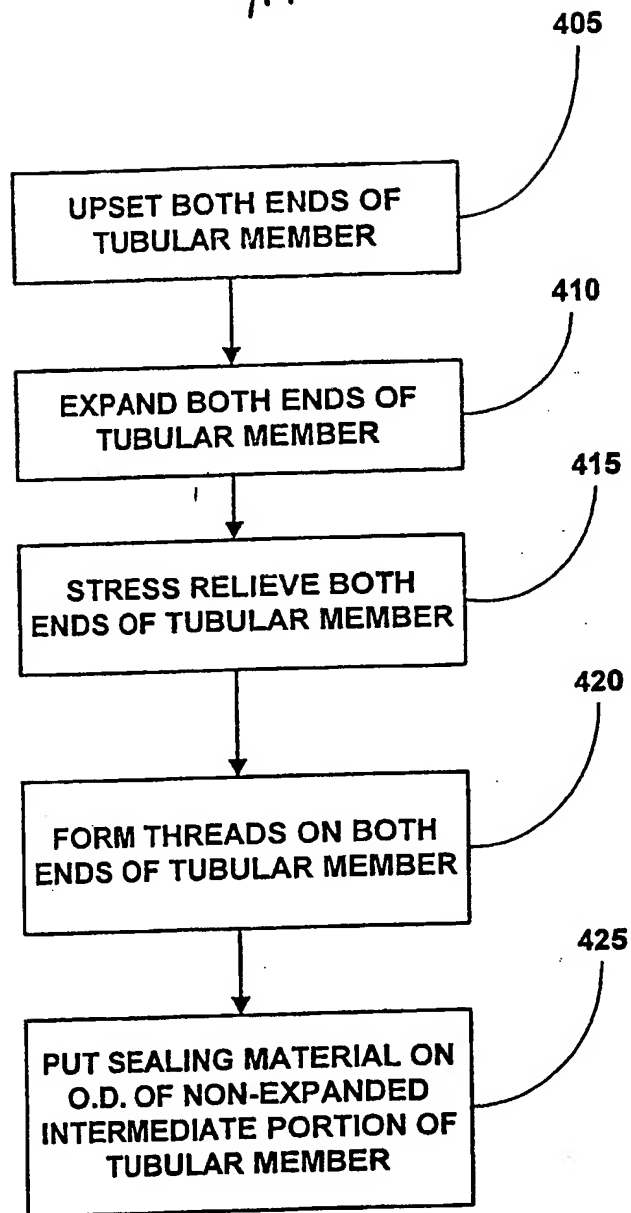 405
UPSET BOTH ENDS OF
TUBULAR MEMBER
410
EXPAND BOTH ENDS OF
TUBULAR MEMBER
415
STRESS RELIEVE BOTH
ENDS OF TUBULAR MEMBER
420
FORM THREADS ON BOTH
ENDS OF TUBULAR MEMBER
425
PUT SEALING MATERIAL ON
O.D. OF NON-EXPANDED
INTERMEDIATE PORTION OF
TUBULAR MEMBER